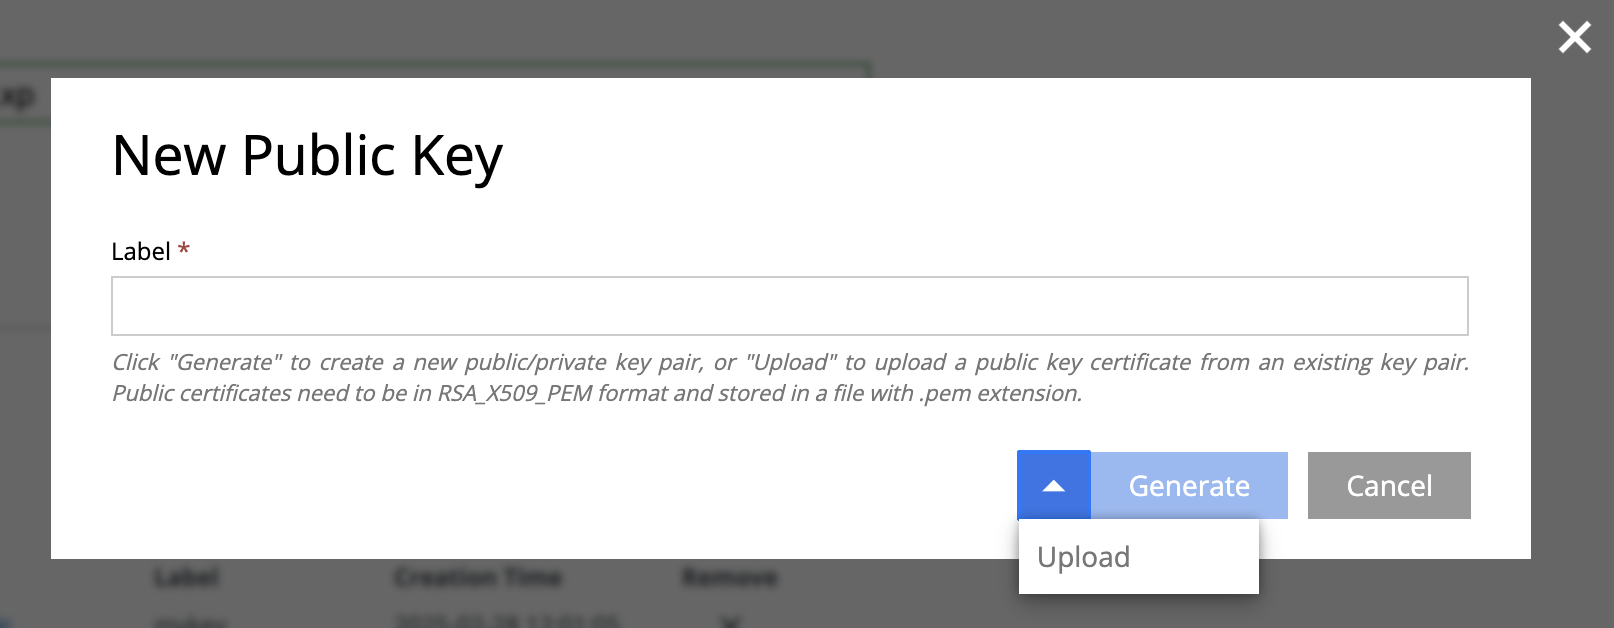 xp
New Public Key
Label *
Click "Generate" to create a new public/private key pair, or "Upload" to upload a public key certificate from an existing key pair.
Public certificates need to be in RSA_X509_PEM format and stored in a file with .pem extension.
Generate Cancel
Upload
Label Creation Time Remove